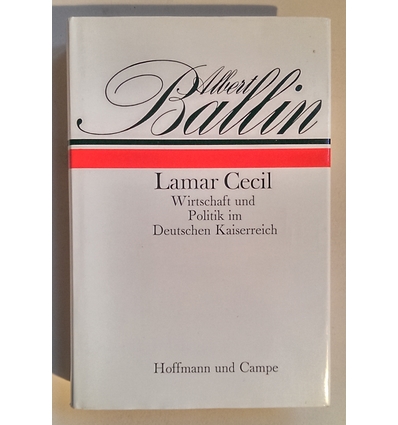 Albert
Ballin
Lamar Cecil
Wirtschaft und
Politik im
Deutschen Kaiserreich
Hoffmann und Campe